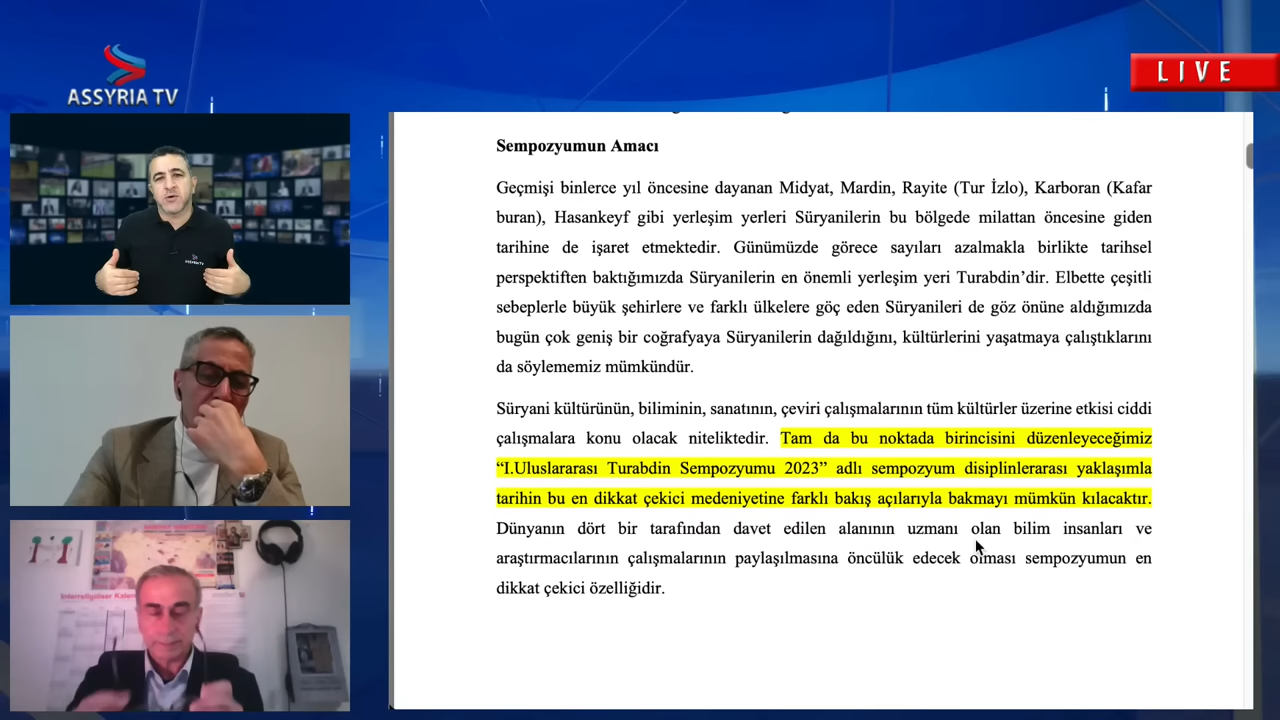 ASSYRIA TV
LIVE
Sempozyumun Amacı
Geçmişi binlerce yıl öncesine dayanan Midyat, Mardin, Rayite (Tur İzlo), Karboran (Kafar
buran), Hasankeyf gibi yerleşim yerleri Süryanilerin bu bölgede milattan öncesine giden
tarihine de işaret etmektedir. Günümüzde görece sayıları azalmakla birlikte tarihsel
perspektiften baktığımızda Süryanilerin en önemli yerleşim yeri Turabdin’dir. Elbette çeşitli
sebeplerle büyük şehirlere ve farklı ülkelere göç eden Süryanileri de göz önüne aldığımızda
bugün çok geniş bir coğrafyaya Süryanilerin dağıldığını, kültürlerini yaşatmaya çalıştıklarını
da söylememiz mümkündür.
Süryani kültürünün, biliminin, sanatının, çeviri çalışmalarının tüm kültürler üzerine etkisi ciddi
çalışmalara konu olacak niteliktedir. Tam da bu noktada birincisini düzenleyeceğimiz
“I.Uluslararası Turabdin Sempozyumu 2023” adlı sempozyum disiplinlerarası yaklaşımla
tarihin bu en dikkat çekici medeniyetine farklı bakış açılarıyla bakmayı mümkün kılacaktır.
Dünyanın dört bir tarafından davet edilen alanının uzmanı olan bilim insanları ve
araştırmacılarının çalışmalarının paylaşılmasına öncülük edecek olması sempozyumun en
dikkat çekici özelliğidir.